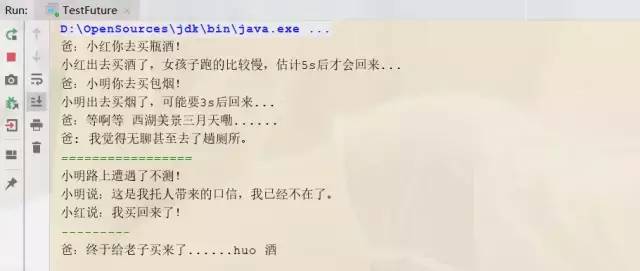 Run: TestFuture
D:\OpenSources\jdk\bin\java.exe ...
爸：小红你去买瓶酒！
小红出去买酒了，女孩子跑的比较慢，估计5s后才会回来...
爸：小明你去买包烟！
小明出去买烟了，可能要3s后回来...
爸：等啊等 西湖美景三月天嘞......
爸：我觉得无聊甚至去了趟厕所。
=================
小明路上遭遇了不测！
小明说：这是我托人带来的口信，我已经不在了。
小红说：我买回来了！
---------
爸：终于给老子买来了......huo 酒